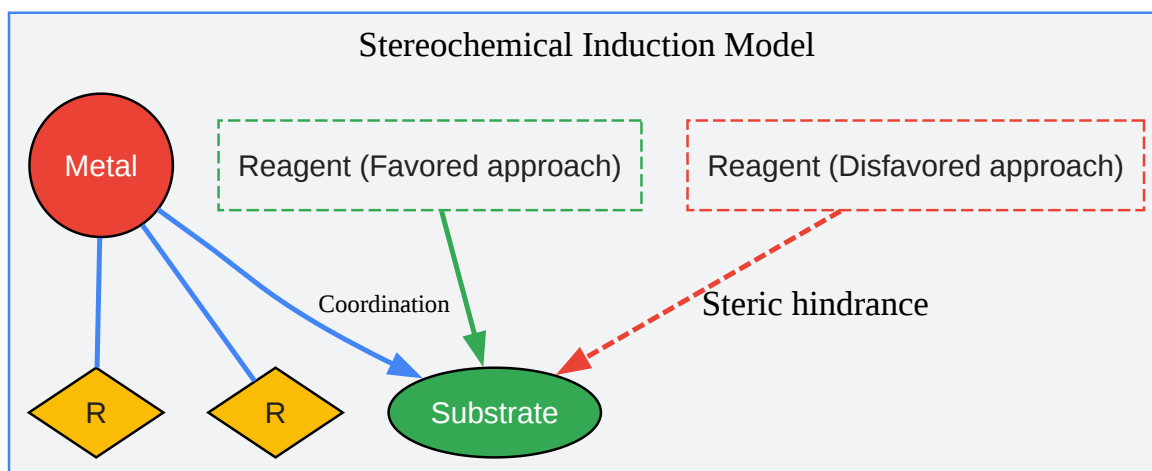 Stereochemical Induction Model
Metal
Reagent (Favored approach)
Reagent (Disfavored approach)
Coordination
Steric hindrance
R
R
Substrate